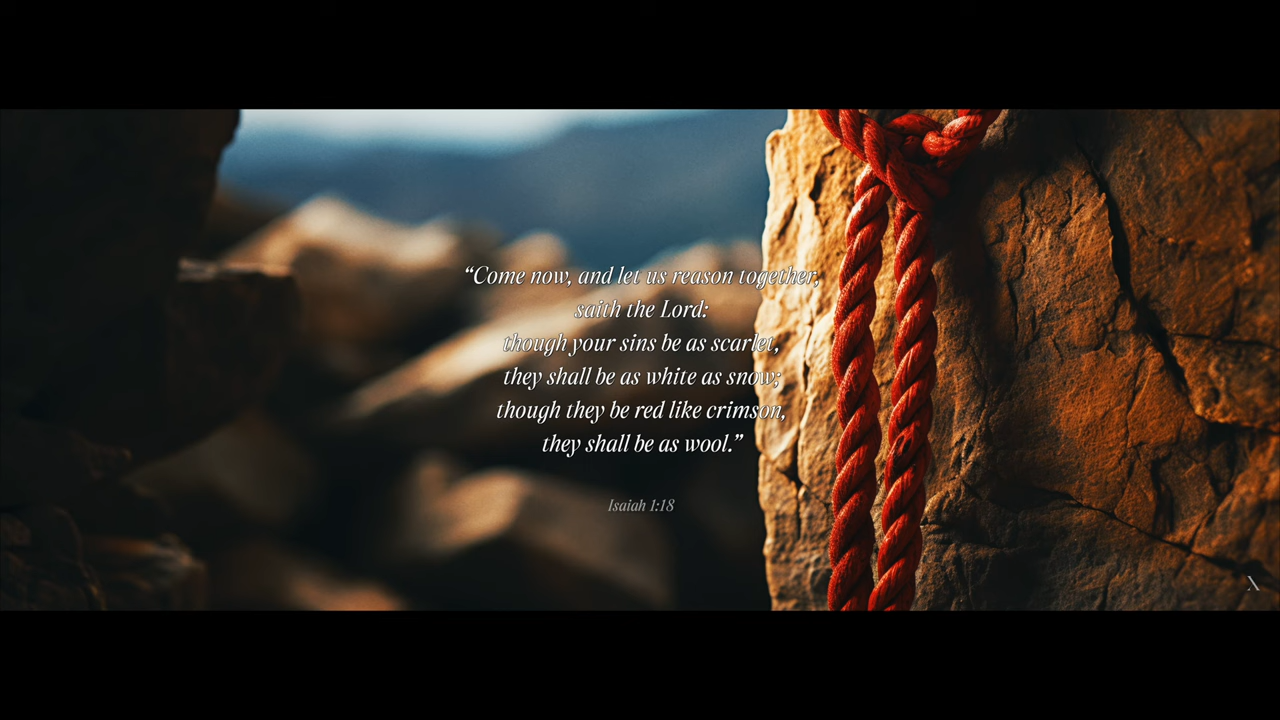 “Come now, and let us reason together,
saith the Lord:
though your sins be as scarlet,
they shall be as white as snow;
though they be red like crimson,
they shall be as wool.”
Isaiah 1:18